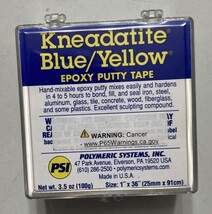 Kneadatite
Blue/Yellow®
EPOXY PUTTY TAPE
Hand-mixable epoxy putty mixes easily and hardens
in 4 to 5 hours to bond, fill, and seal iron, steel,
aluminum, glass, tile, concrete, wood, fiberglass,
and some plastics. Excellent sculpting compound.
WARNING: Cancer
- www.P65Warnings.ca.gov
PSI
POLYMERIC SYSTEMS, INC.
47 Park Avenue, Elverson, PA 19520 USA
(610) 286-2500 - polymericsystems.com
Made in U.S.A.
Net wt. 3.5 oz (100g) Size: 1" x 36" (25mm x 91cm)